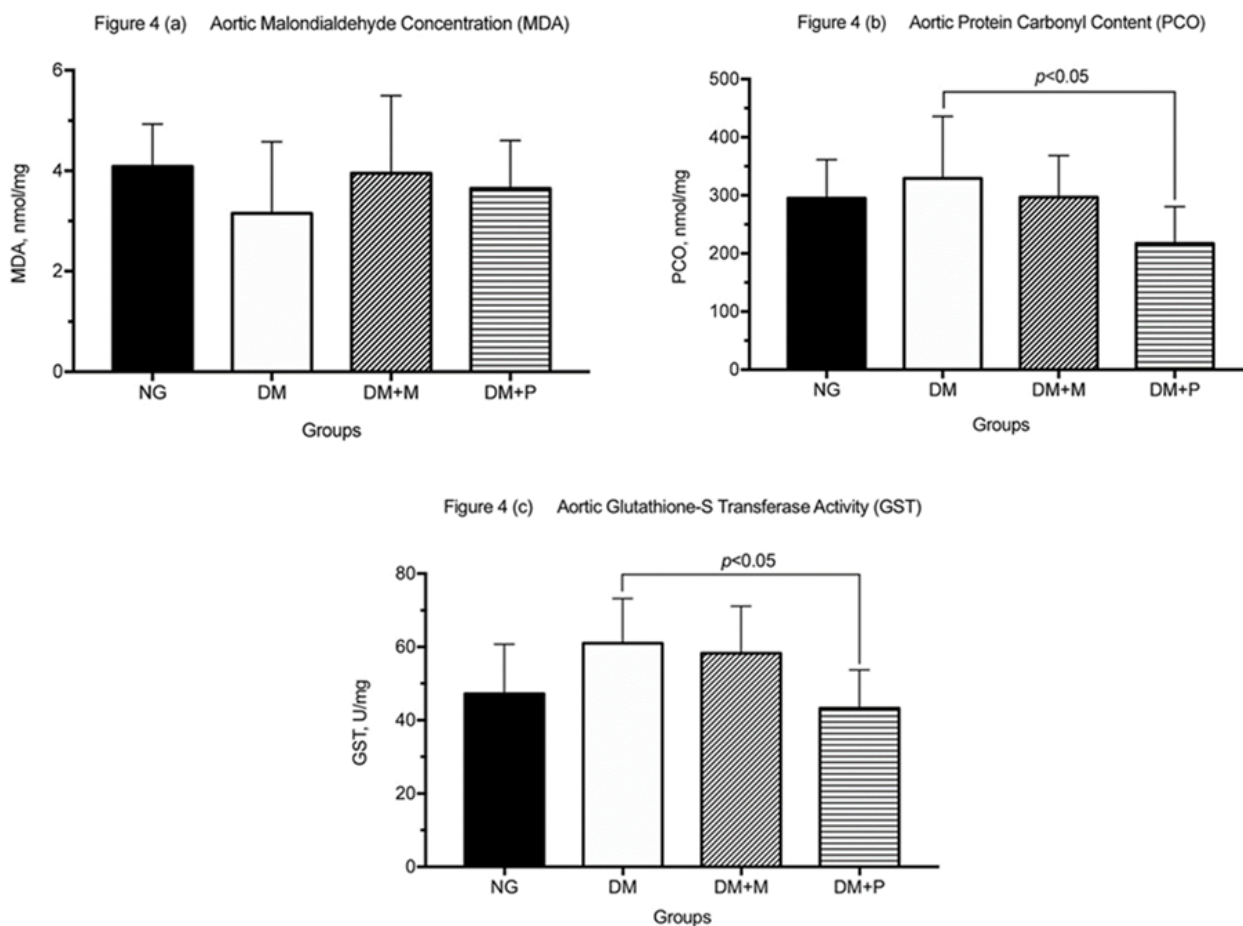 Figure 4 (a) Aortic Malondialdehyde Concentration (MDA)
6
4
2
0
MDA, nmol/mg
NG DM DM+M DM+P
Groups
Figure 4 (b) Aortic Protein Carbonyl Content (PCO)
p<0.05
500
400
300
200
100
0
PCO, nmol/mg
NG DM DM+M DM+P
Groups
Figure 4 (c) Aortic Glutathione-S Transferase Activity (GST)
p<0.05
80
60
40
20
0
GST, U/mg
NG DM DM+M DM+P
Groups